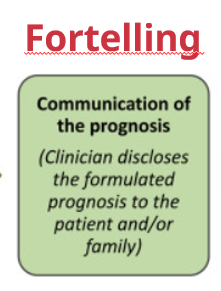 Fortelling
Communication of
the prognosis
(Clinician discloses
the formulated
prognosis to the
patient and/or
family)